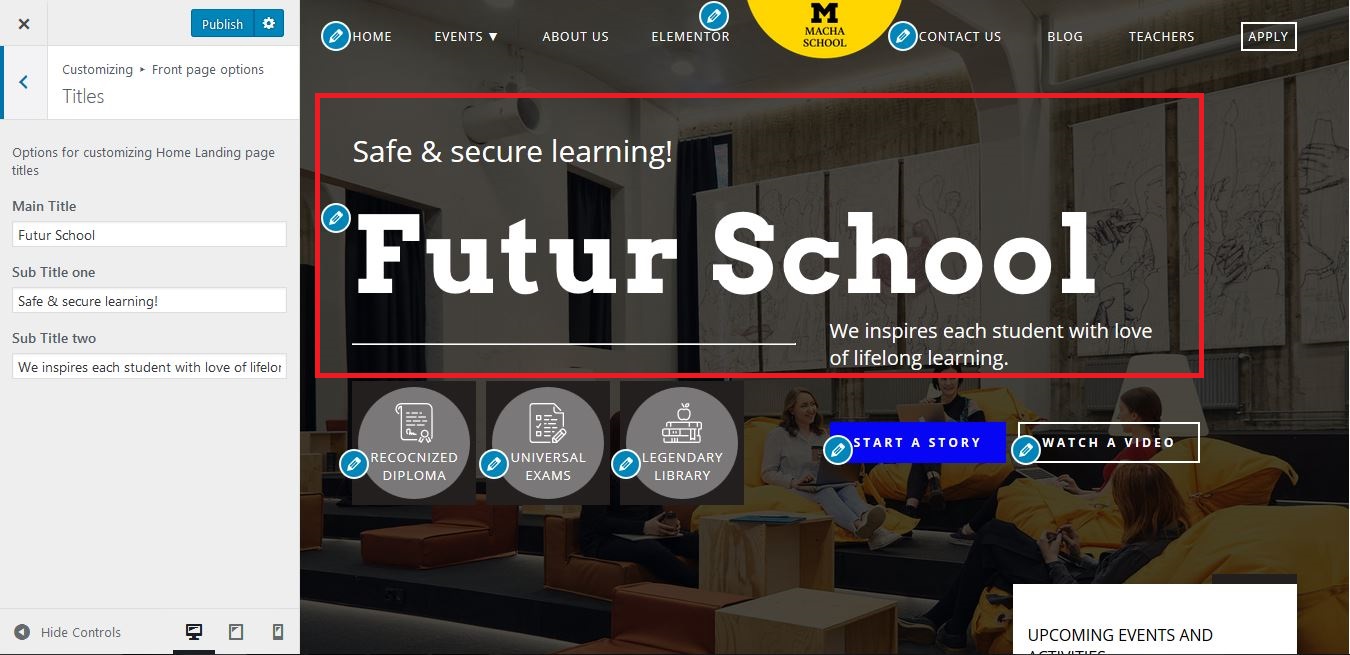 Publish
Customizing ▸ Front page options
Titles
Options for customizing Home Landing page
titles
Main Title
Futur School
Sub Title one
Safe & secure learning!
Sub Title two
We inspires each student with love of lifelor
Hide Controls
HOME
EVENTS ▼
ABOUT US
ELEMENTOR
M
MACHA
SCHOOL
CONTACT US
BLOG
TEACHERS
APPLY
Safe & secure learning!
Futur School
We inspires each student with love
of lifelong learning.
RECOCNIZED
DIPLOMA
UNIVERSAL
EXAMS
LEGENDARY
LIBRARY
START A STORY
WATCH A VIDEO
UPCOMING EVENTS AND
ACTIVITIES